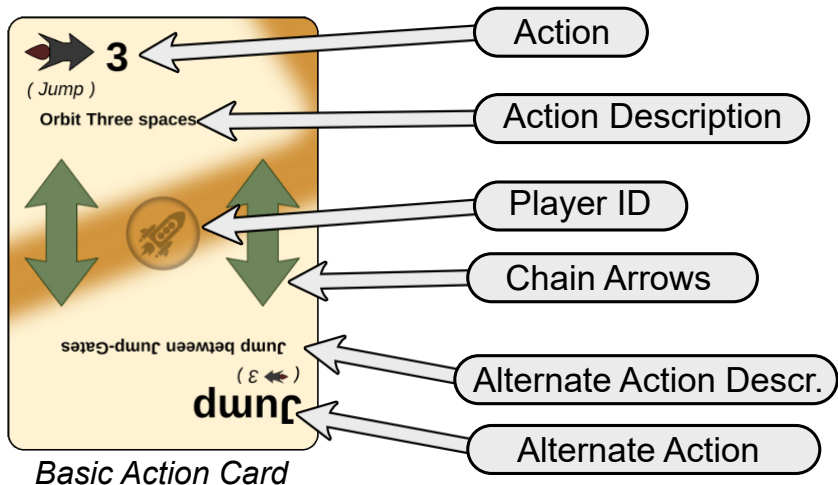 3
Action
( Jump )
Orbit Three spaces
Action Description
Player ID
Chain Arrows
Jump between Jump-Gates
( 3 )
Jump
Alternate Action Descr.
Alternate Action
Basic Action Card